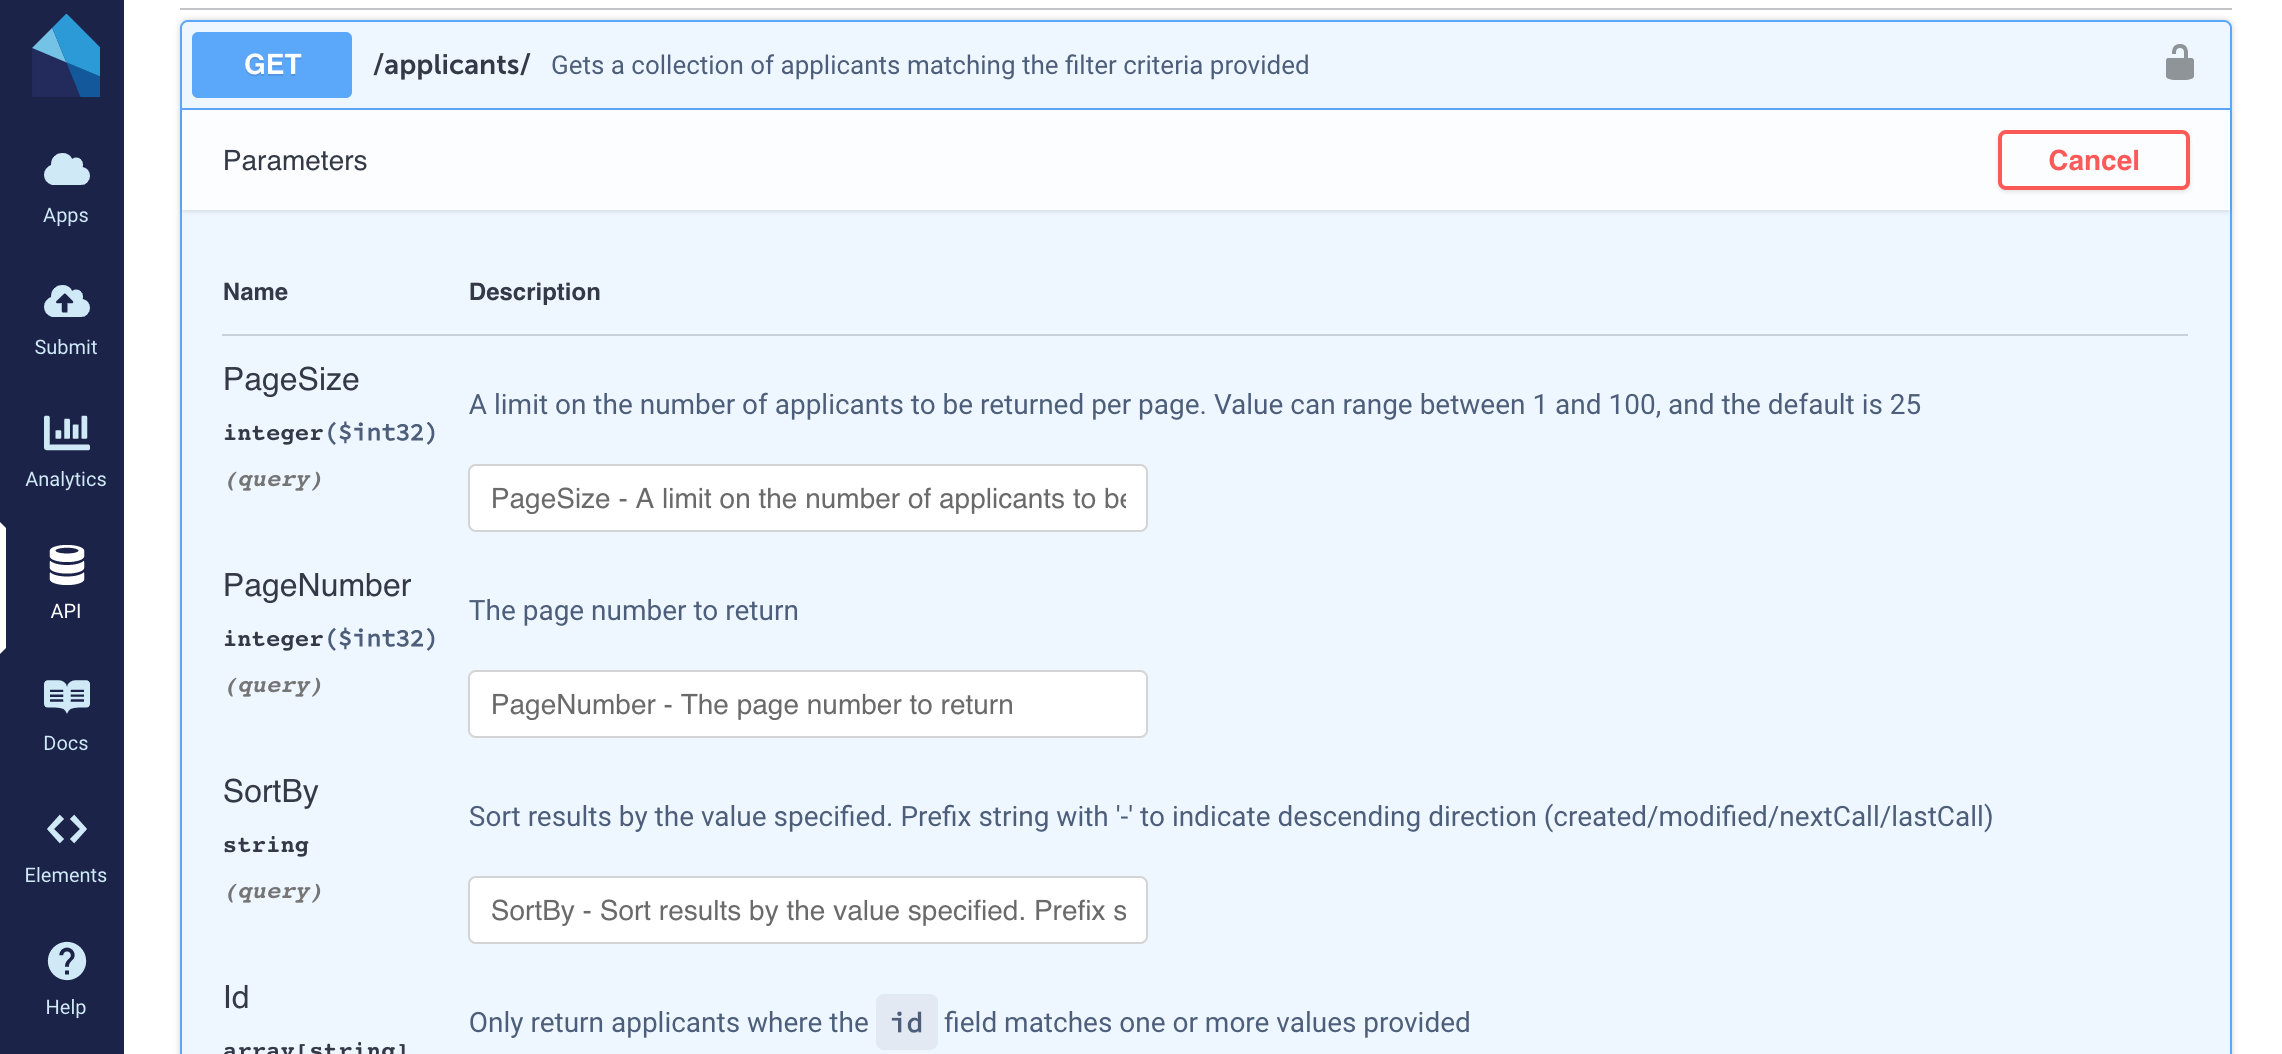 GET /applicants/ Gets a collection of applicants matching the filter criteria provided
Parameters
Cancel
Apps
Submit
Analytics
API
Docs
Elements
Help
Name Description
PageSize
integer($int32)
(query)
A limit on the number of applicants to be returned per page. Value can range between 1 and 100, and the default is 25
PageSize - A limit on the number of applicants to be
PageNumber
integer($int32)
(query)
The page number to return
PageNumber - The page number to return
SortBy
string
(query)
Sort results by the value specified. Prefix string with '-' to indicate descending direction (created/modified/nextCall/lastCall)
SortBy - Sort results by the value specified. Prefix s
Id
array[string]
Only return applicants where the id field matches one or more values provided